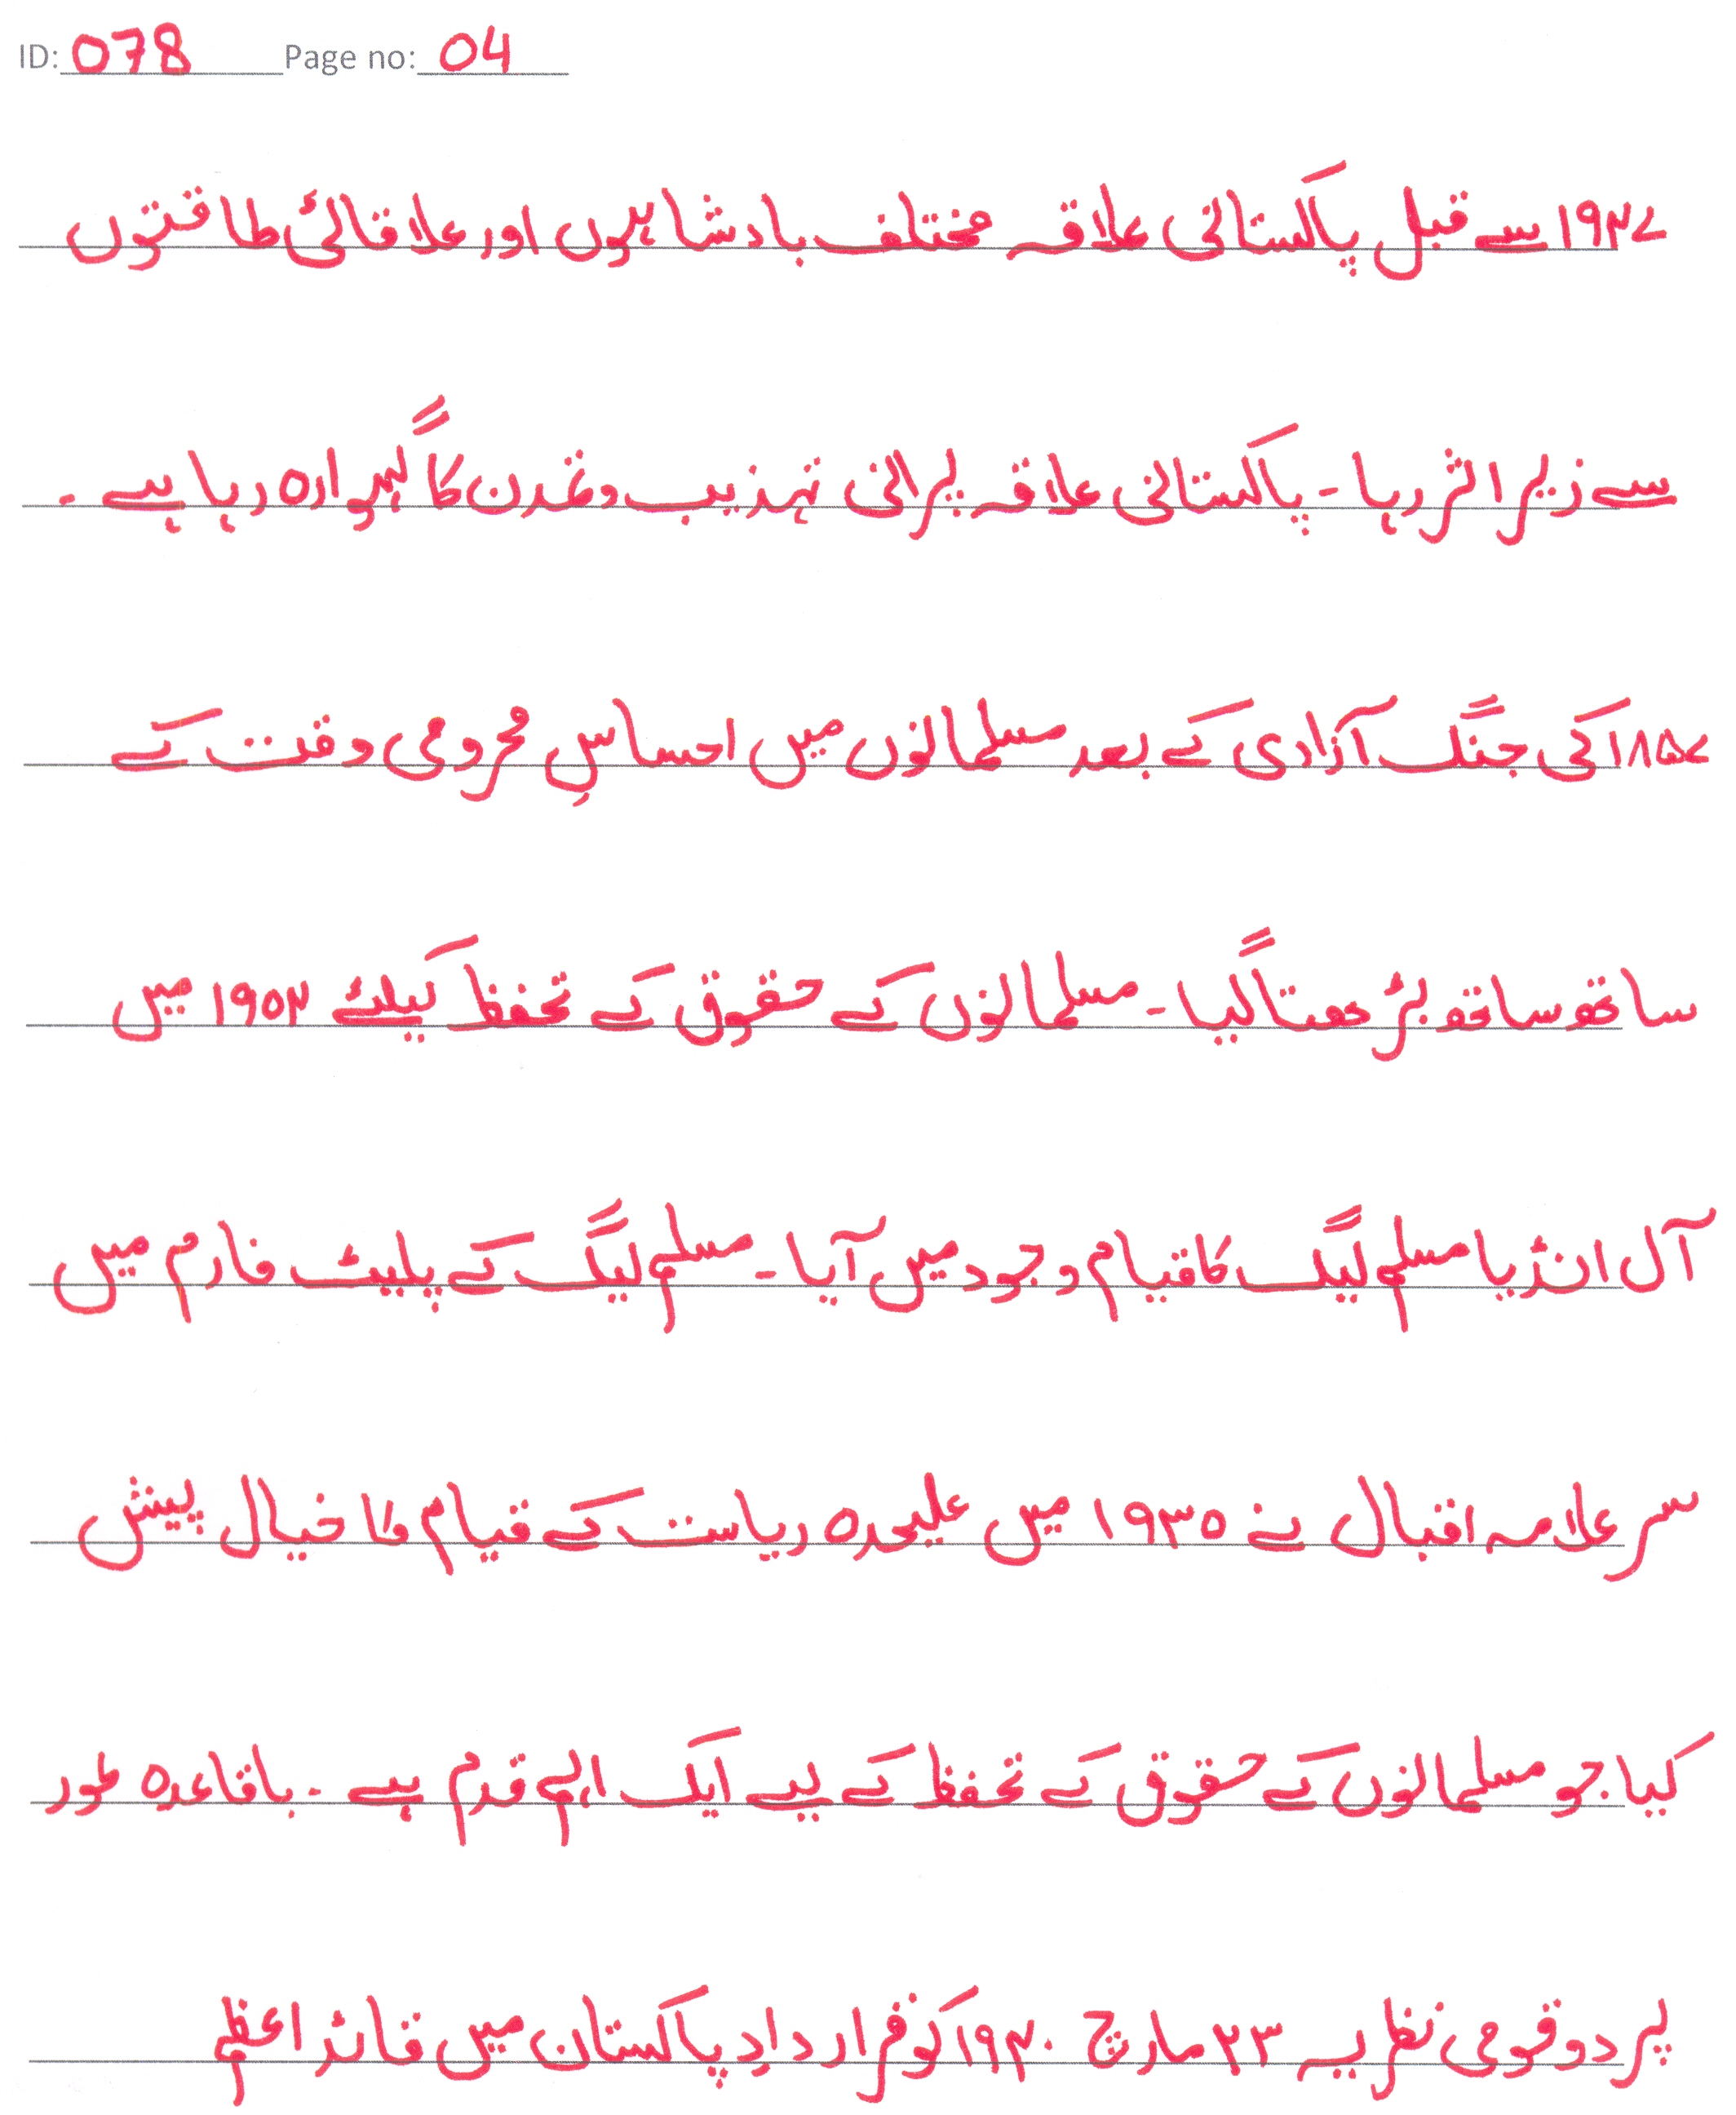 ID: 078 Page no: 04
۱۹۴۷ سے قبل پاکستانی علاقہ مختلف بادشاہوں اور علاقائی طاقتوں
سے زیر اثر رہا - پاکستانی علاقہ پرانی تہذیب و تمدن کا گہوارہ رہا ہے -
۱۸۵۷ کی جنگ آزادی کے بعد مسلمانوں میں احساسِ محرومی وقت کے
ساتھ ساتھ بڑھتا گیا - مسلمانوں کے حقوق کے تحفظ کیلئے ۱۹۰۴ میں
آل انڈیا مسلم لیگ کا قیام وجود میں آیا - مسلم لیگ کے پلیٹ فارم میں
سر علامہ اقبال نے ۱۹۳۰ میں علیحدہ ریاست کے قیام کا خیال پیش
کیا جو مسلمانوں کے حقوق کے تحفظ کے لیے ایک اہم قدم ہے - باقاعدہ طور
پر دو قومی نظریہ ۲۳ مارچ ۱۹۴۰ کو قرارداد پاکستان میں قائد اعظم